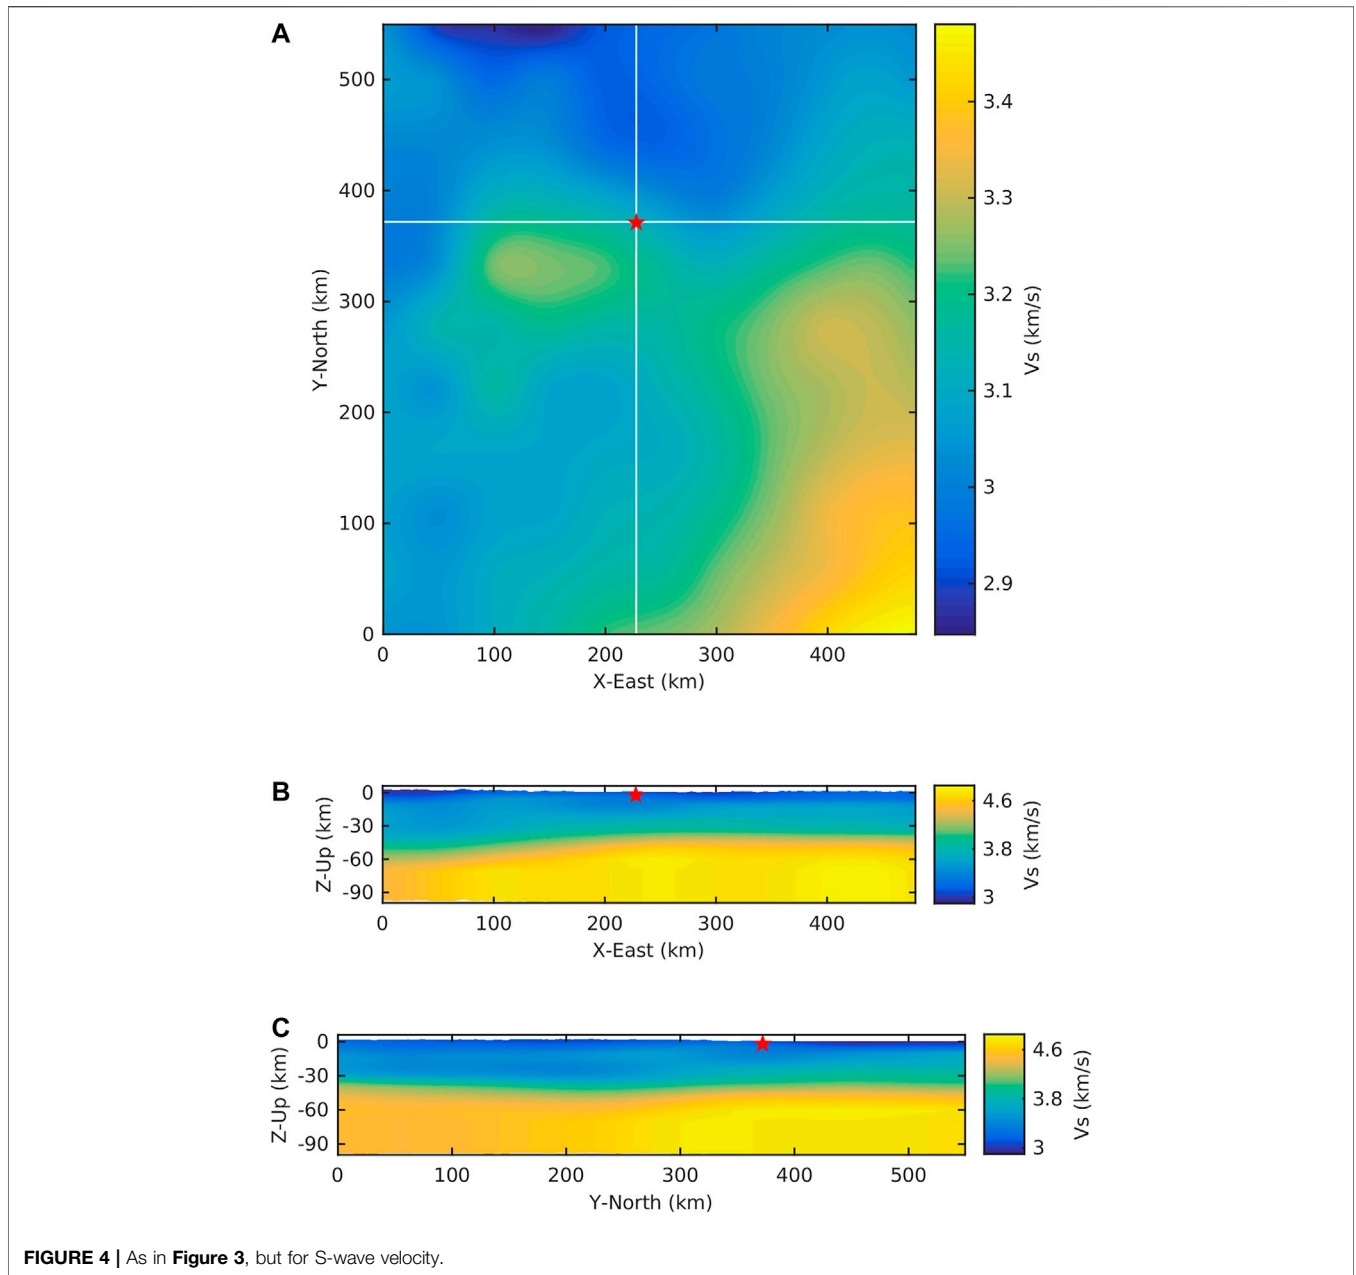 A
500
400
300
200
100
0
Y-North (km)
0 100 200 300 400
X-East (km)
3.4
3.3
3.2
3.1
3
2.9
Vs (km/s)
B
0
-30
-60
-90
Z-Up (km)
0 100 200 300 400
X-East (km)
4.6
3.8
3
Vs (km/s)
C
0
-30
-60
-90
Z-Up (km)
0 100 200 300 400 500
Y-North (km)
4.6
3.8
3
Vs (km/s)
FIGURE 4 | As in Figure 3, but for S-wave velocity.